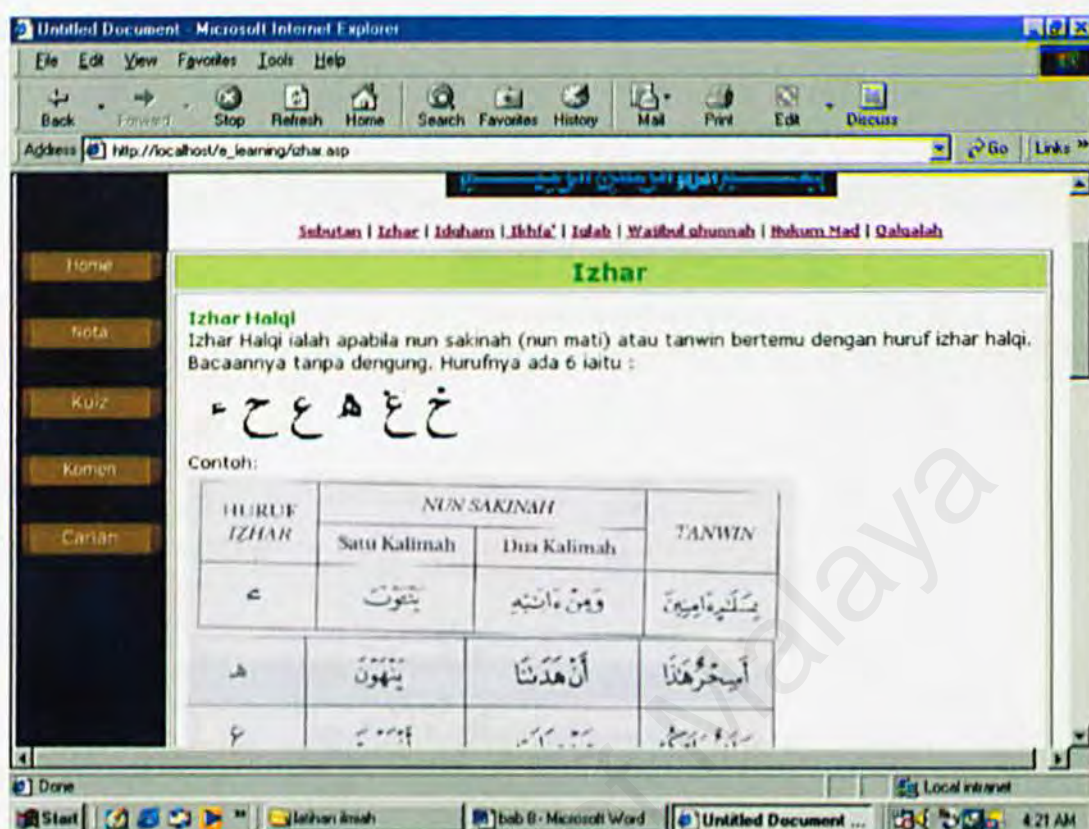 Untitled Document - Microsoft Internet Explorer
File Edit View Favorites Tools Help
Back Forward Stop Refresh Home Search Favorites History Mail Print Edit Discuss
Address http://localhost/e_learning/izhar.asp Go Links »
Sebutan | Izhar | Idgham | Ikhfa' | Iqlab | Wajibul ghunnah | Hukum Mad | Qalqalah
Home
Nota
Kuiz
Komen
Carian
Izhar
Izhar Halqi
Izhar Halqi ialah apabila nun sakinah (nun mati) atau tanwin bertemu dengan huruf izhar halqi.
Bacaannya tanpa dengung. Hurufnya ada 6 iaitu :
خ غ ه ع ح ء
Contoh:
HURUF IZHAR NUN SAKINAH TANWIN
Satu Kalimah Dua Kalimah
ء
هـ يَنْهَوْنَ أَنْ هَدَىٰنَا أَسِحْرٌ هَٰذَا
ع
Done Local intranet
Start latihan ilmiah bab 8 - Microsoft Word Untitled Document ... 4:21 AM
Malaya